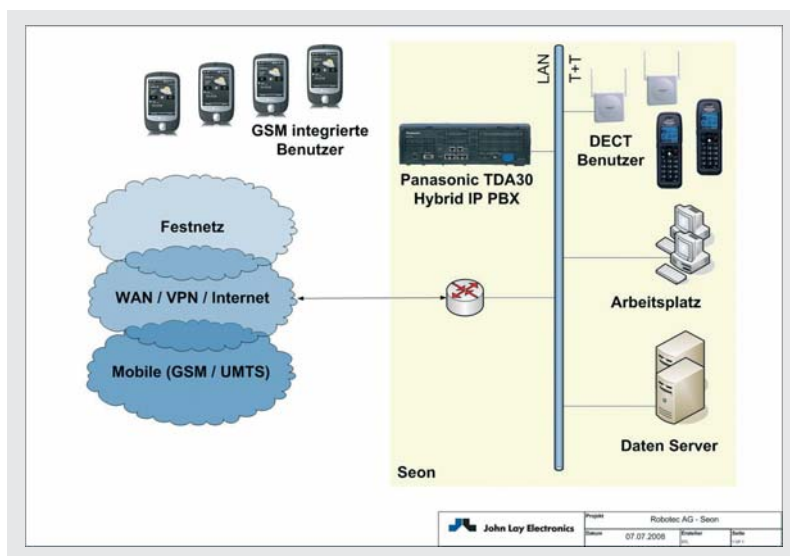 GSM integrierte
Benutzer
LAN
T+T
DECT
Benutzer
Panasonic TDA30
Hybrid IP PBX
Festnetz
WAN / VPN / Internet
Mobile (GSM / UMTS)
Arbeitsplatz
Daten Server
Seon
John Lay Electronics
Projekt
Robotec AG - Seon
Datum
07.07.2008
Ersteller
Seite